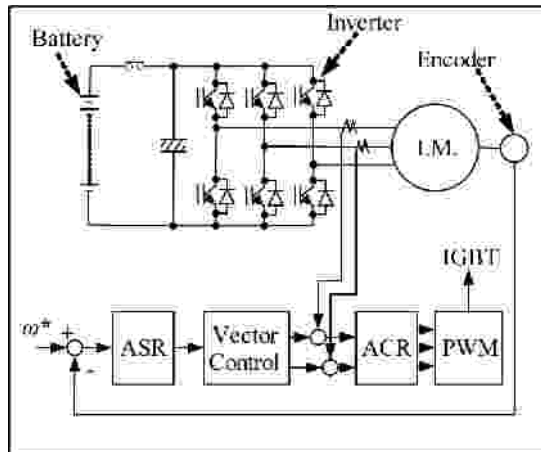 Battery
Inverter
Encoder
I.M.
IGBT
ω*
+
-
ASR
Vector
Control
ACR
PWM